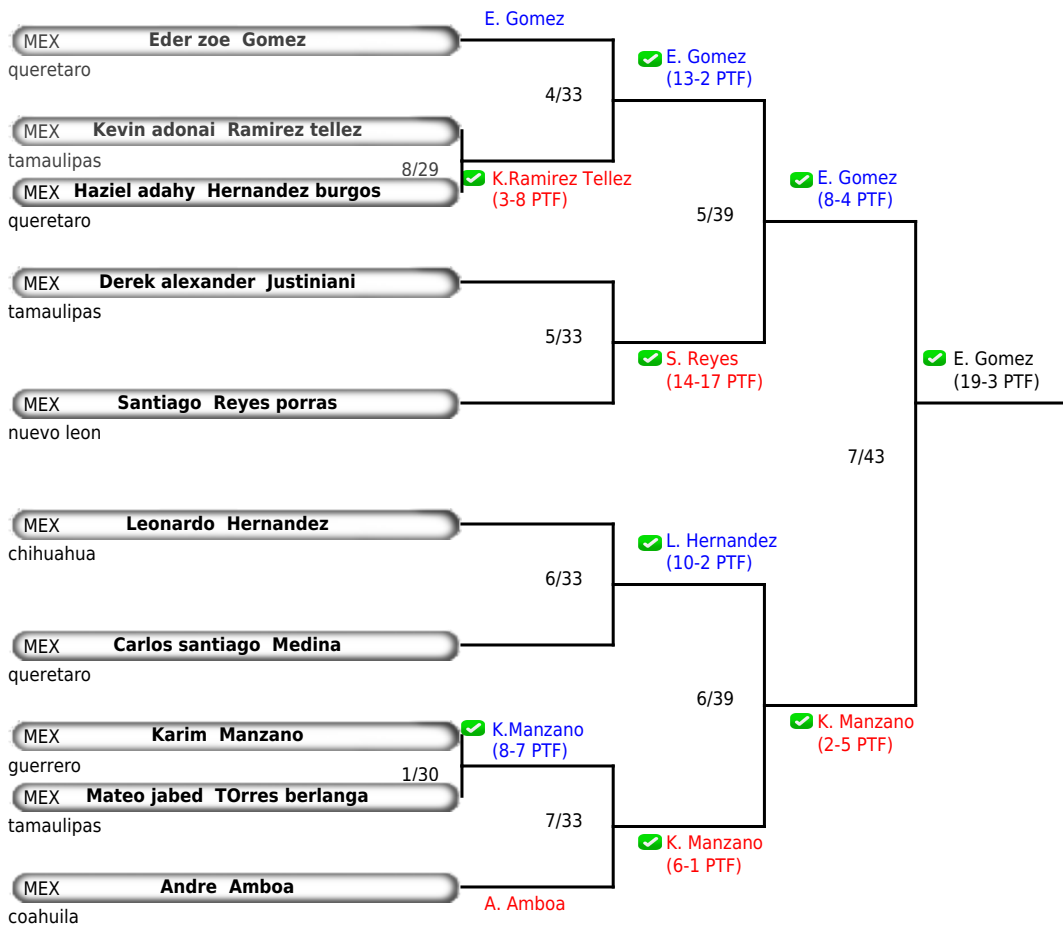 E. Gomez
MEX Eder zoe Gomez
queretaro
E. Gomez
(13-2 PTF)
4/33
MEX Kevin adonai Ramirez tellez
tamaulipas
8/29
K.Ramirez Tellez
(3-8 PTF)
MEX Haziel adahy Hernandez burgos
queretaro
E. Gomez
(8-4 PTF)
5/39
MEX Derek alexander Justiniani
tamaulipas
5/33
S. Reyes
(14-17 PTF)
E. Gomez
(19-3 PTF)
MEX Santiago Reyes porras
nuevo leon
7/43
MEX Leonardo Hernandez
chihuahua
L. Hernandez
(10-2 PTF)
6/33
MEX Carlos santiago Medina
queretaro
6/39
K. Manzano
(2-5 PTF)
MEX Karim Manzano
guerrero
K.Manzano
(8-7 PTF)
1/30
MEX Mateo jabed TOrres berlanga
tamaulipas
7/33
K. Manzano
(6-1 PTF)
MEX Andre Amboa
coahuila
A. Amboa